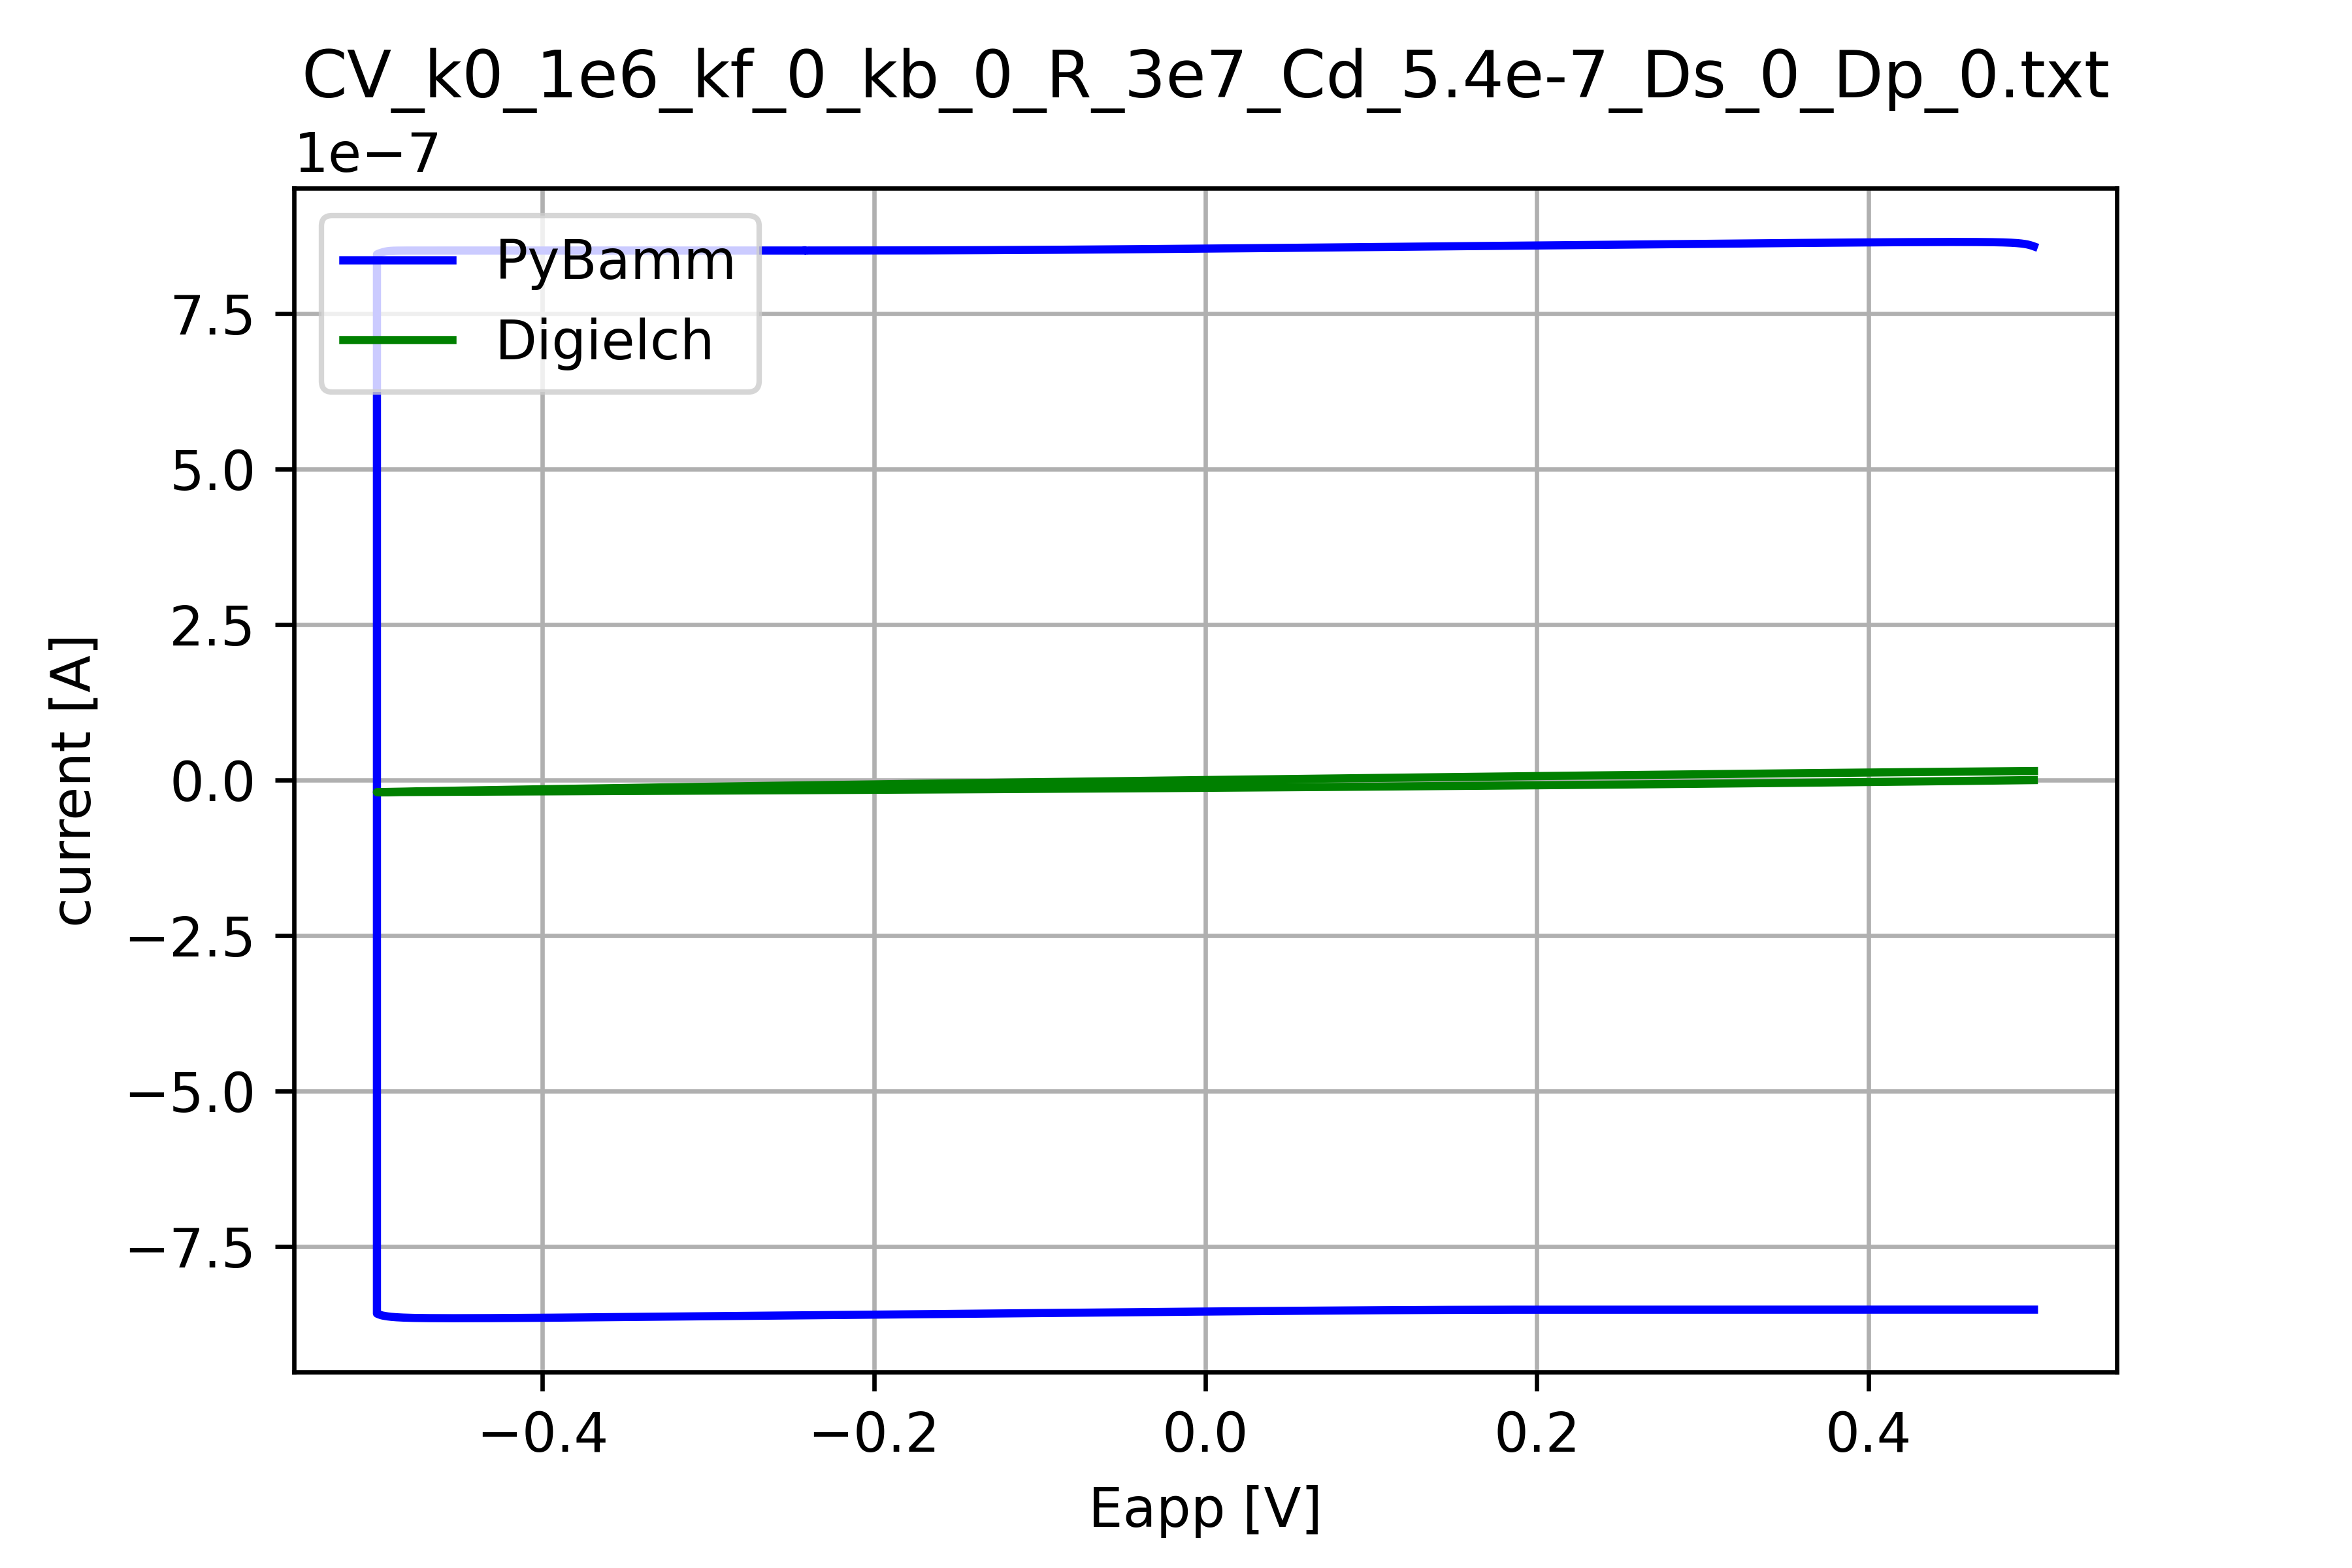 CV_k0_1e6_kf_0_kb_0_R_3e7_Cd_5.4e-7_Ds_0_Dp_0.txt
1e−7
PyBamm
Digielch
7.5
5.0
2.5
0.0
−2.5
−5.0
−7.5
current [A]
−0.4 −0.2 0.0 0.2 0.4
Eapp [V]